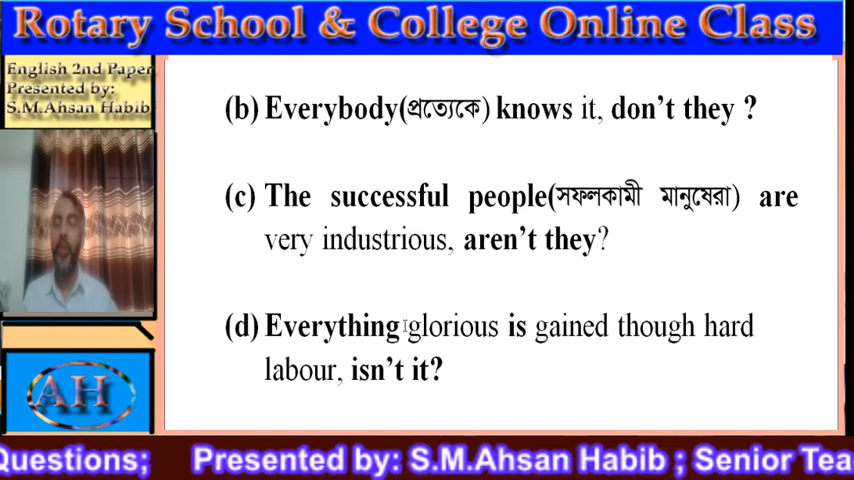 Rotary School & College Online Class
English 2nd Paper
Presented by:
S.M.Ahsan Habib
(b) Everybody(প্রত্যেকে) knows it, don't they ?
(c) The successful people(সফলকামী মানুষেরা) are
very industrious, aren't they?
(d) Everything glorious is gained though hard
labour, isn't it?
AH
Questions; Presented by: S.M.Ahsan Habib ; Senior Tea